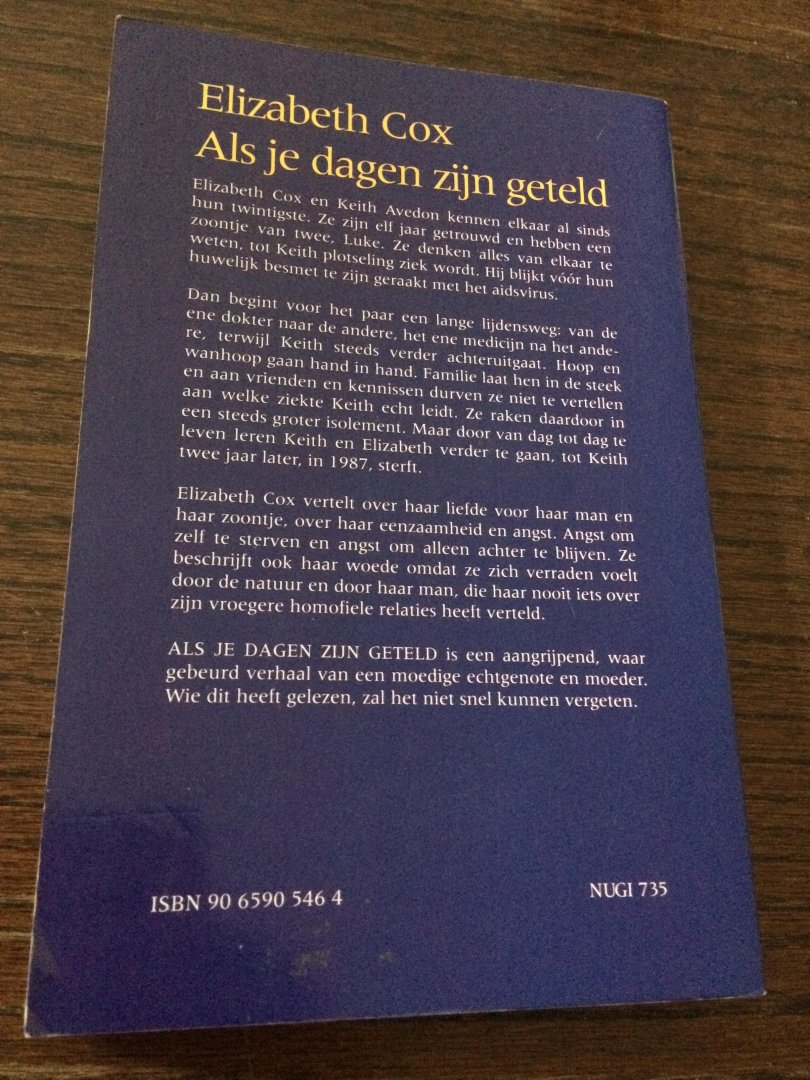 Elizabeth Cox
Als je dagen zijn geteld
Elizabeth Cox en Keith Avedon kennen elkaar al sinds
hun twintigste. Ze zijn elf jaar getrouwd en hebben een
zoontje van twee, Luke. Ze denken alles van elkaar te
weten, tot Keith plotseling ziek wordt. Hij blijkt vóór hun
huwelijk besmet te zijn geraakt met het aidsvirus.
Dan begint voor het paar een lange lijdensweg: van de
ene dokter naar de andere, het ene medicijn na het ande-
re, terwijl Keith steeds verder achteruitgaat. Hoop en
wanhoop gaan hand in hand. Familie laat hen in de steek
en aan vrienden en kennissen durven ze niet te vertellen
aan welke ziekte Keith echt leidt. Ze raken daardoor in
een steeds groter isolement. Maar door van dag tot dag te
leven leren Keith en Elizabeth verder te gaan, tot Keith
twee jaar later, in 1987, sterft.
Elizabeth Cox vertelt over haar liefde voor haar man en
haar zoontje, over haar eenzaamheid en angst. Angst om
zelf te sterven en angst om alleen achter te blijven. Ze
beschrijft ook haar woede omdat ze zich verraden voelt
door de natuur en door haar man, die haar nooit iets over
zijn vroegere homofiele relaties heeft verteld.
ALS JE DAGEN ZIJN GETELD is een aangrijpend, waar
gebeurd verhaal van een moedige echtgenote en moeder.
Wie dit heeft gelezen, zal het niet snel kunnen vergeten.
ISBN 90 6590 546 4
NUGI 735